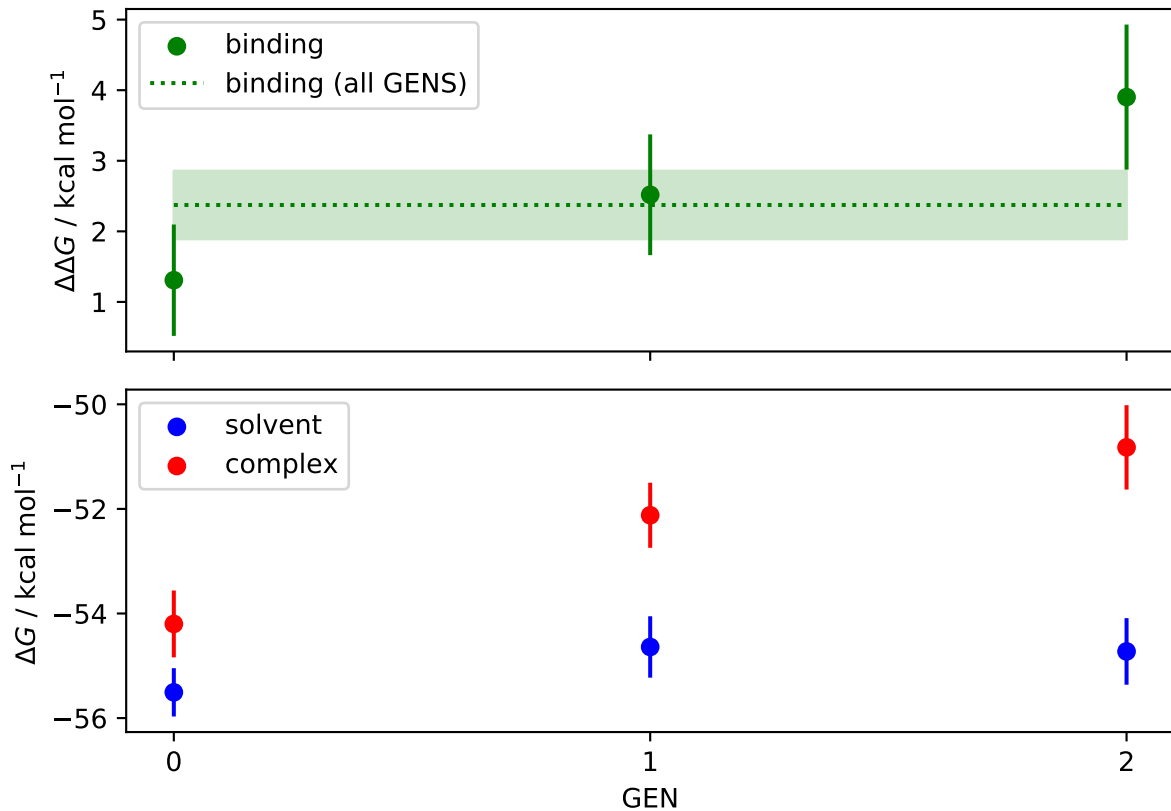 5
4
3
2
1
ΔΔG / kcal mol⁻¹
binding
binding (all GENS)
−50
−52
−54
−56
ΔG / kcal mol⁻¹
solvent
complex
0
1
2
GEN